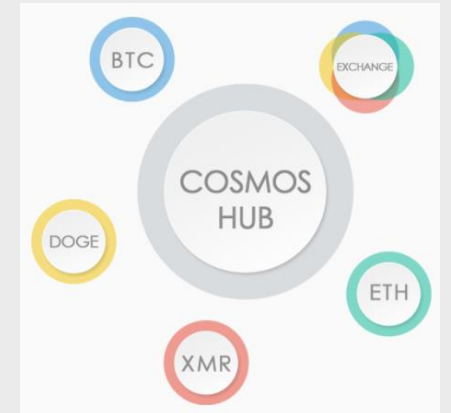 BTC
EXCHANGE
COSMOS
HUB
DOGE
ETH
XMR